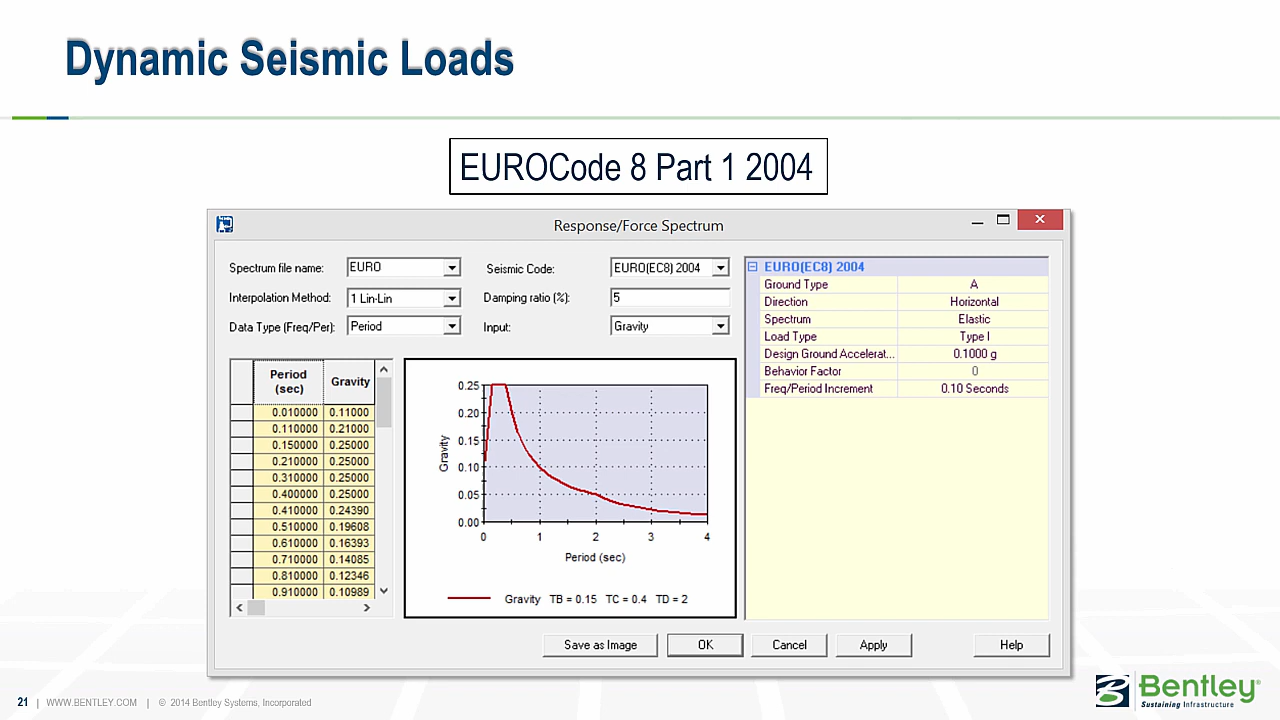 Dynamic Seismic Loads
EUROCode 8 Part 1 2004
Response/Force Spectrum
Spectrum file name: EURO Seismic Code: EURO(EC8) 2004
Interpolation Method: 1 Lin-Lin Damping ratio (%): 5
Data Type (Freq/Per): Period Input: Gravity
Period (sec) Gravity
0.010000 0.11000
0.110000 0.21000
0.150000 0.25000
0.210000 0.25000
0.310000 0.25000
0.400000 0.25000
0.410000 0.24390
0.510000 0.19608
0.610000 0.16393
0.710000 0.14085
0.810000 0.12346
0.910000 0.10989
Gravity
0.25
0.20
0.15
0.10
0.05
0.00
0 1 2 3 4
Period (sec)
Gravity TB = 0.15 TC = 0.4 TD = 2
EURO(EC8) 2004
Ground Type A
Direction Horizontal
Spectrum Elastic
Load Type Type I
Design Ground Accelerat... 0.1000 g
Behavior Factor 0
Freq/Period Increment 0.10 Seconds
Save as Image OK Cancel Apply Help
21 | WWW.BENTLEY.COM | © 2014 Bentley Systems, Incorporated
Bentley®
Sustaining Infrastructure